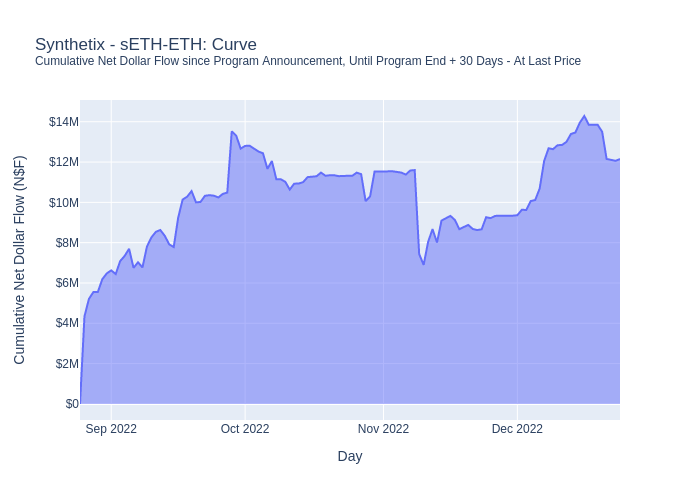 Synthetix - sETH-ETH: Curve
Cumulative Net Dollar Flow since Program Announcement, Until Program End + 30 Days - At Last Price
Cumulative Net Dollar Flow (N$F)
$14M
$12M
$10M
$8M
$6M
$4M
$2M
$0
Sep 2022
Oct 2022
Nov 2022
Dec 2022
Day